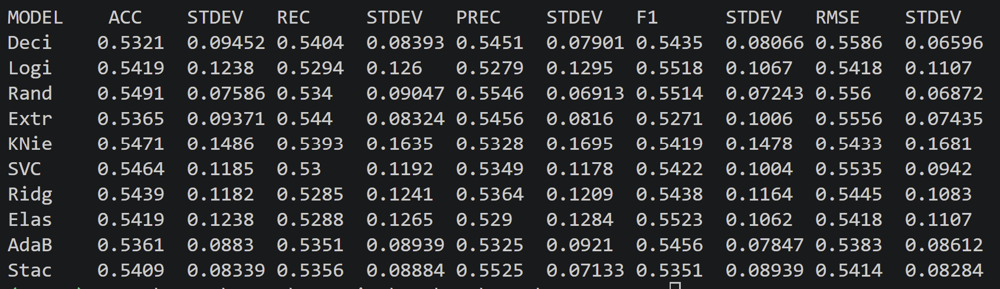 MODEL ACC STDEV REC STDEV PREC STDEV F1 STDEV RMSE STDEV
Deci 0.5321 0.09452 0.5404 0.08393 0.5451 0.07901 0.5435 0.08066 0.5586 0.06596
Logi 0.5419 0.1238 0.5294 0.126 0.5279 0.1295 0.5518 0.1067 0.5418 0.1107
Rand 0.5491 0.07586 0.534 0.09047 0.5546 0.06913 0.5514 0.07243 0.556 0.06872
Extr 0.5365 0.09371 0.544 0.08324 0.5456 0.0816 0.5271 0.1006 0.5556 0.07435
KNie 0.5471 0.1486 0.5393 0.1635 0.5328 0.1695 0.5419 0.1478 0.5433 0.1681
SVC 0.5464 0.1185 0.53 0.1192 0.5349 0.1178 0.5422 0.1004 0.5535 0.0942
Ridg 0.5439 0.1182 0.5285 0.1241 0.5364 0.1209 0.5438 0.1164 0.5445 0.1083
Elas 0.5419 0.1238 0.5288 0.1265 0.529 0.1284 0.5523 0.1062 0.5418 0.1107
AdaB 0.5361 0.0883 0.5351 0.08939 0.5325 0.0921 0.5456 0.07847 0.5383 0.08612
Stac 0.5409 0.08339 0.5356 0.08884 0.5525 0.07133 0.5351 0.08939 0.5414 0.08284